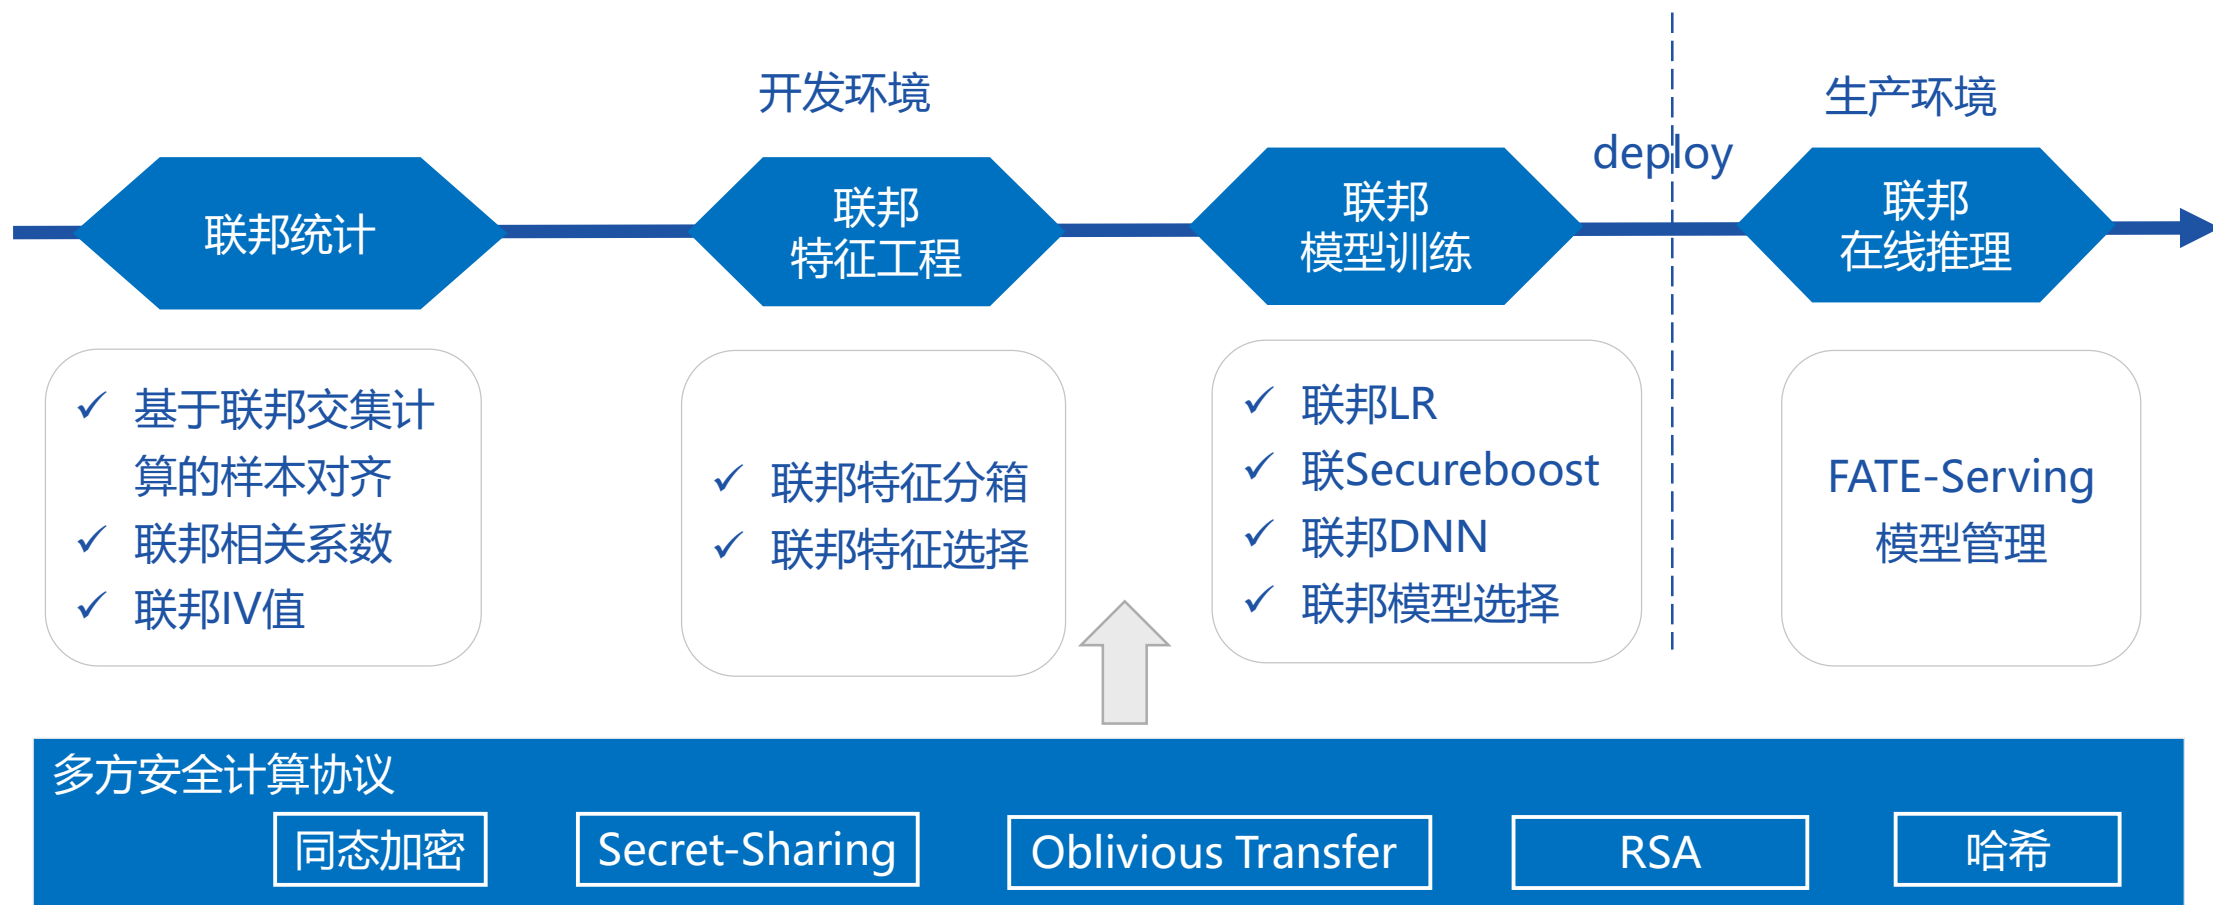 开发环境
生产环境
deploy
联邦统计
联邦
特征工程
联邦
模型训练
联邦
在线推理
✓ 基于联邦交集计
算的样本对齐
✓ 联邦相关系数
✓ 联邦IV值
✓ 联邦特征分箱
✓ 联邦特征选择
✓ 联邦LR
✓ 联Secureboost
✓ 联邦DNN
✓ 联邦模型选择
FATE-Serving
模型管理
多方安全计算协议
同态加密
Secret-Sharing
Oblivious Transfer
RSA
哈希